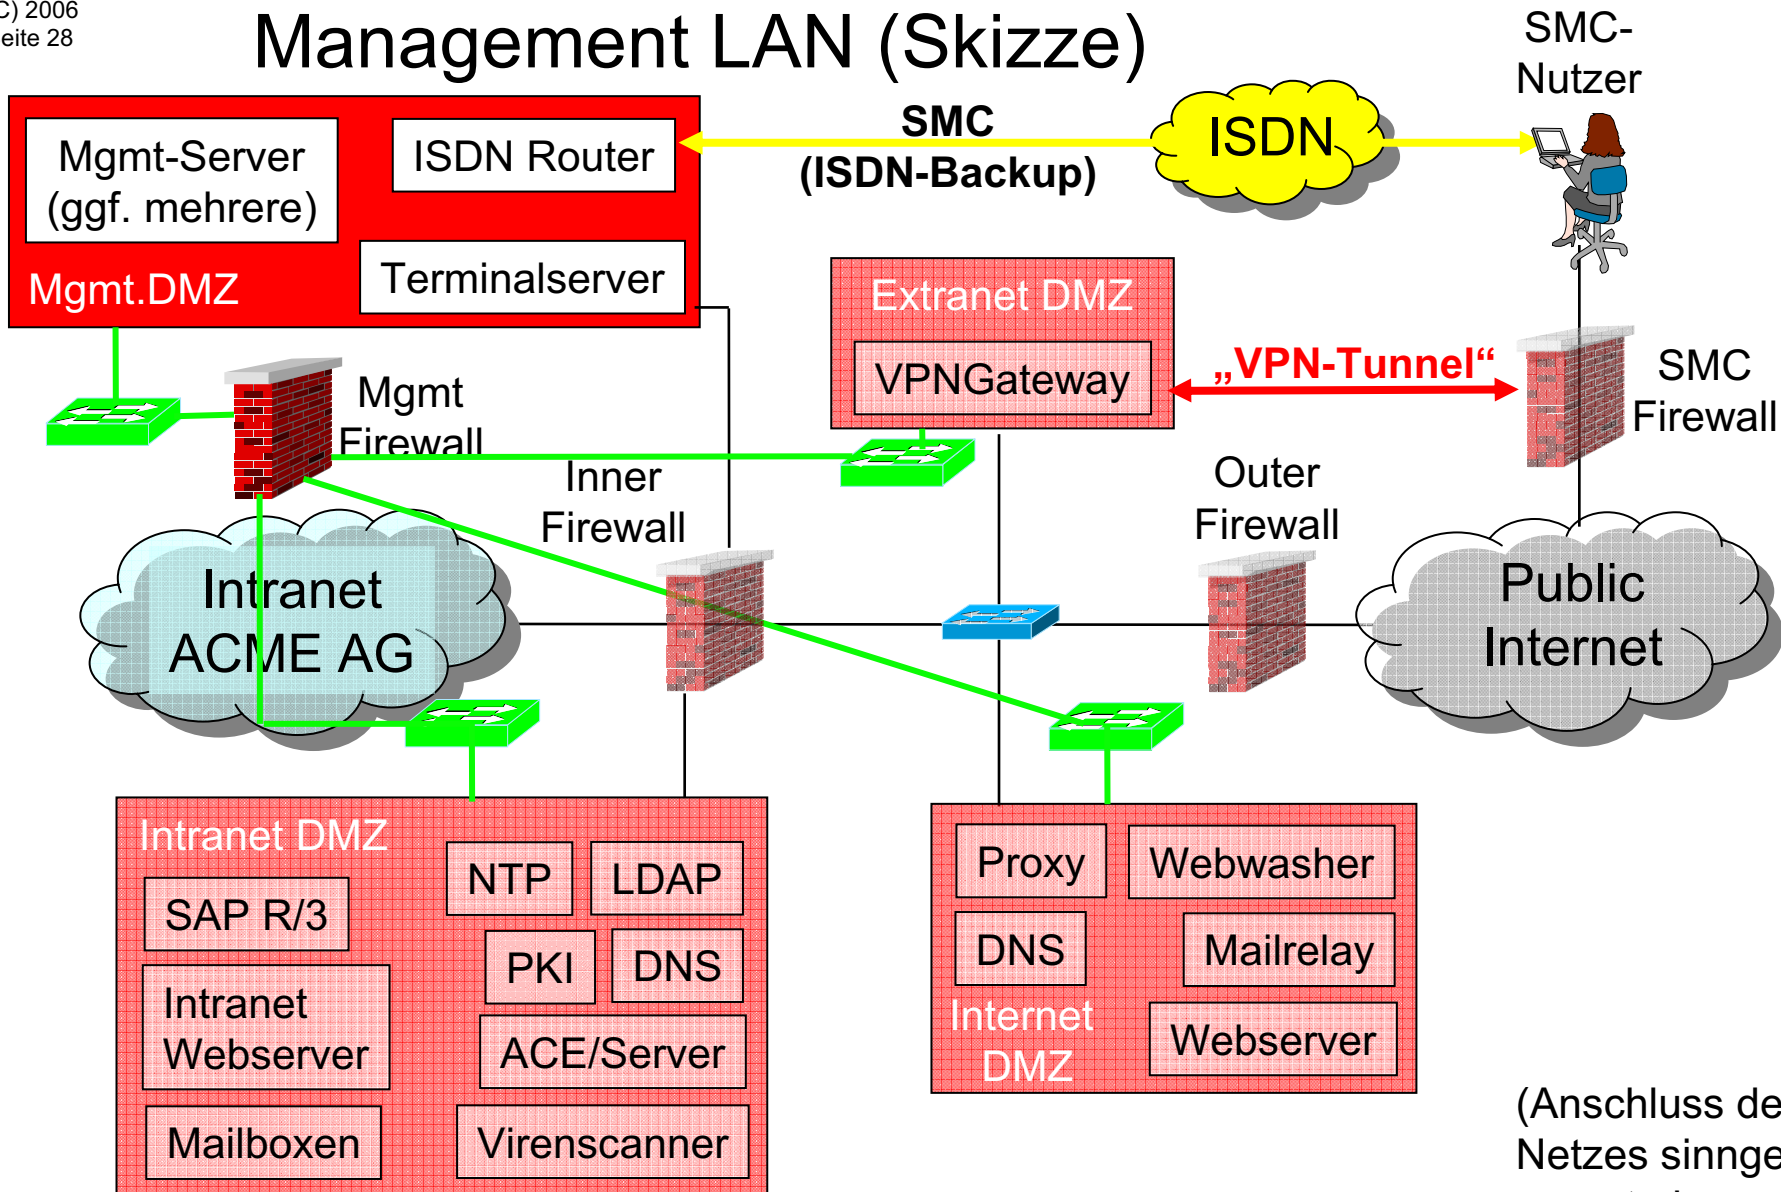 C) 2006
eite 28
Management LAN (Skizze)
SMC-
Nutzer
Mgmt-Server
(ggf. mehrere)
ISDN Router
SMC
(ISDN-Backup)
ISDN
Terminalserver
Mgmt.DMZ
Extranet DMZ
VPNGateway
„VPN-Tunnel“
SMC
Firewall
Mgmt
Firewall
Inner
Firewall
Outer
Firewall
Intranet
ACME AG
Public
Internet
Intranet DMZ
NTP
LDAP
SAP R/3
PKI
DNS
Intranet
Webserver
ACE/Server
Mailboxen
Virenscanner
Proxy
Webwasher
DNS
Mailrelay
Internet
DMZ
Webserver
(Anschluss de
Netzes sinnge